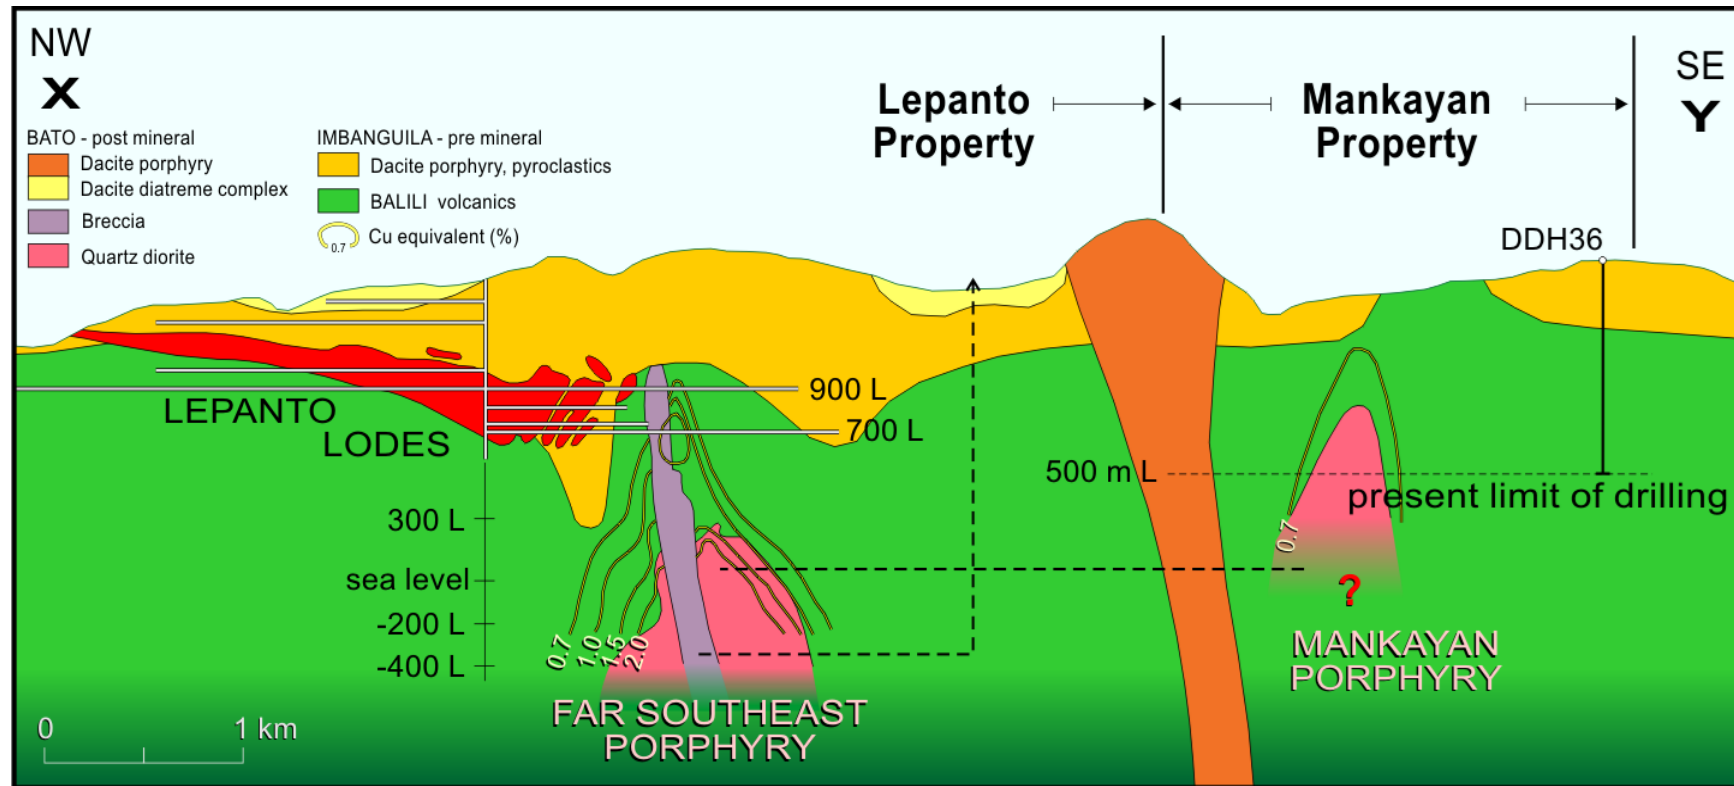 NW
X
SE
Y
Lepanto
Property
Mankayan
Property
BATO - post mineral
Dacite porphyry
Dacite diatreme complex
Breccia
Quartz diorite
IMBANGUILA - pre mineral
Dacite porphyry, pyroclastics
BALILI volcanics
0.7
Cu equivalent (%)
DDH36
900 L
LEPANTO
LODES
700 L
500 m L
present limit of drilling
300 L
0.7
sea level
?
-200 L
-400 L
0.7
1.0
1.5
2.0
MANKAYAN
PORPHYRY
FAR SOUTHEAST
PORPHYRY
0
1 km